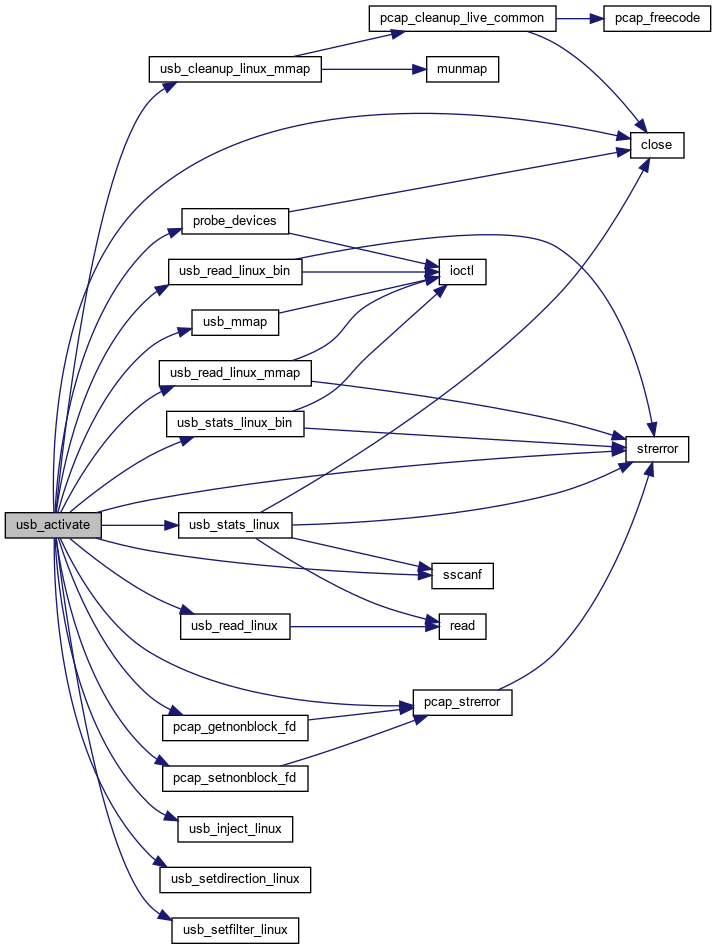 pcap_cleanup_live_common
pcap_freecode
usb_cleanup_linux_mmap
munmap
close
probe_devices
usb_read_linux_bin
ioctl
usb_mmap
usb_read_linux_mmap
usb_stats_linux_bin
strerror
usb_activate
usb_stats_linux
sscanf
usb_read_linux
read
pcap_strerror
pcap_getnonblock_fd
pcap_setnonblock_fd
usb_inject_linux
usb_setdirection_linux
usb_setfilter_linux